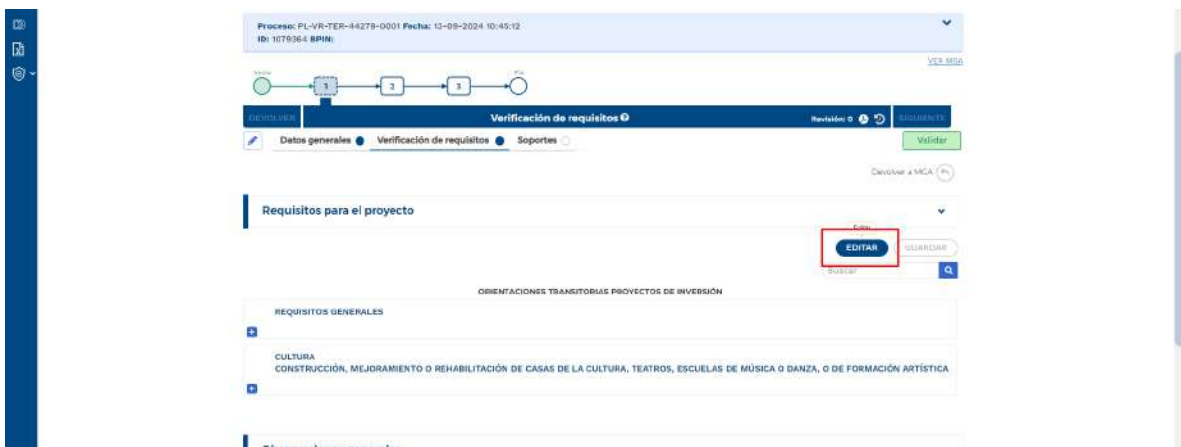 Proceso: PL-VR-TER-44279-0001 Fecha: 13-09-2024 10:45:12
ID: 1079364 BPIN:
VER MGA
Inicio
Fin
1 2 3
DEVOLVER Verificación de requisitos Revisión: 0 SIGUIENTE
Datos generales Verificación de requisitos Soportes Validar
Devolver a MGA
Requisitos para el proyecto
Editar
EDITAR GUARDAR
Buscar
ORIENTACIONES TRANSITORIAS PROYECTOS DE INVERSIÓN
REQUISITOS GENERALES
CULTURA
CONSTRUCCIÓN, MEJORAMIENTO O REHABILITACIÓN DE CASAS DE LA CULTURA, TEATROS, ESCUELAS DE MÚSICA O DANZA, O DE FORMACIÓN ARTÍSTICA